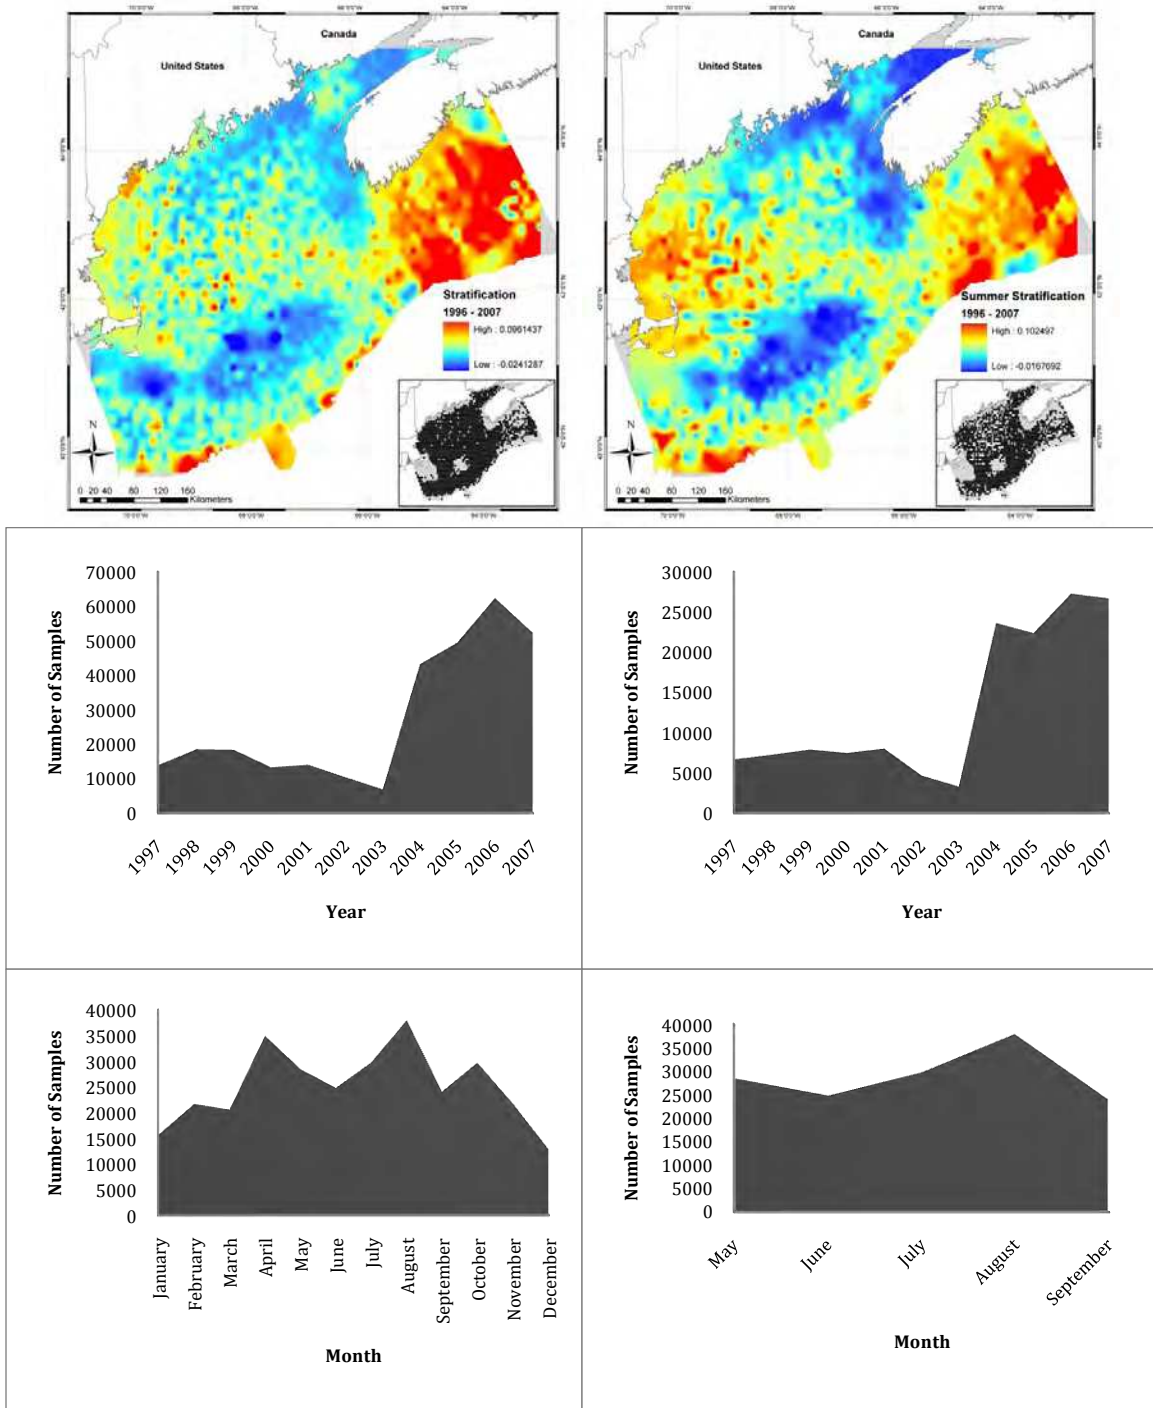 Canada
United States
Stratification
1996 - 2007
High : 0.0961437
Low : -0.0241287
N
0 20 40 80 120 160
Kilometers
Canada
United States
Summer Stratification
1996 - 2007
High : 0.102497
Low : -0.0167692
N
0 20 40 80 120 160
Kilometers
70000
60000
50000
40000
30000
20000
10000
0
Number of Samples
1997 1998 1999 2000 2001 2002 2003 2004 2005 2006 2007
Year
30000
25000
20000
15000
10000
5000
0
Number of Samples
1997 1998 1999 2000 2001 2002 2003 2004 2005 2006 2007
Year
40000
35000
30000
25000
20000
15000
10000
5000
0
Number of Samples
January February March April May June July August September October November December
Month
40000
35000
30000
25000
20000
15000
10000
5000
0
Number of Samples
May June July August September
Month